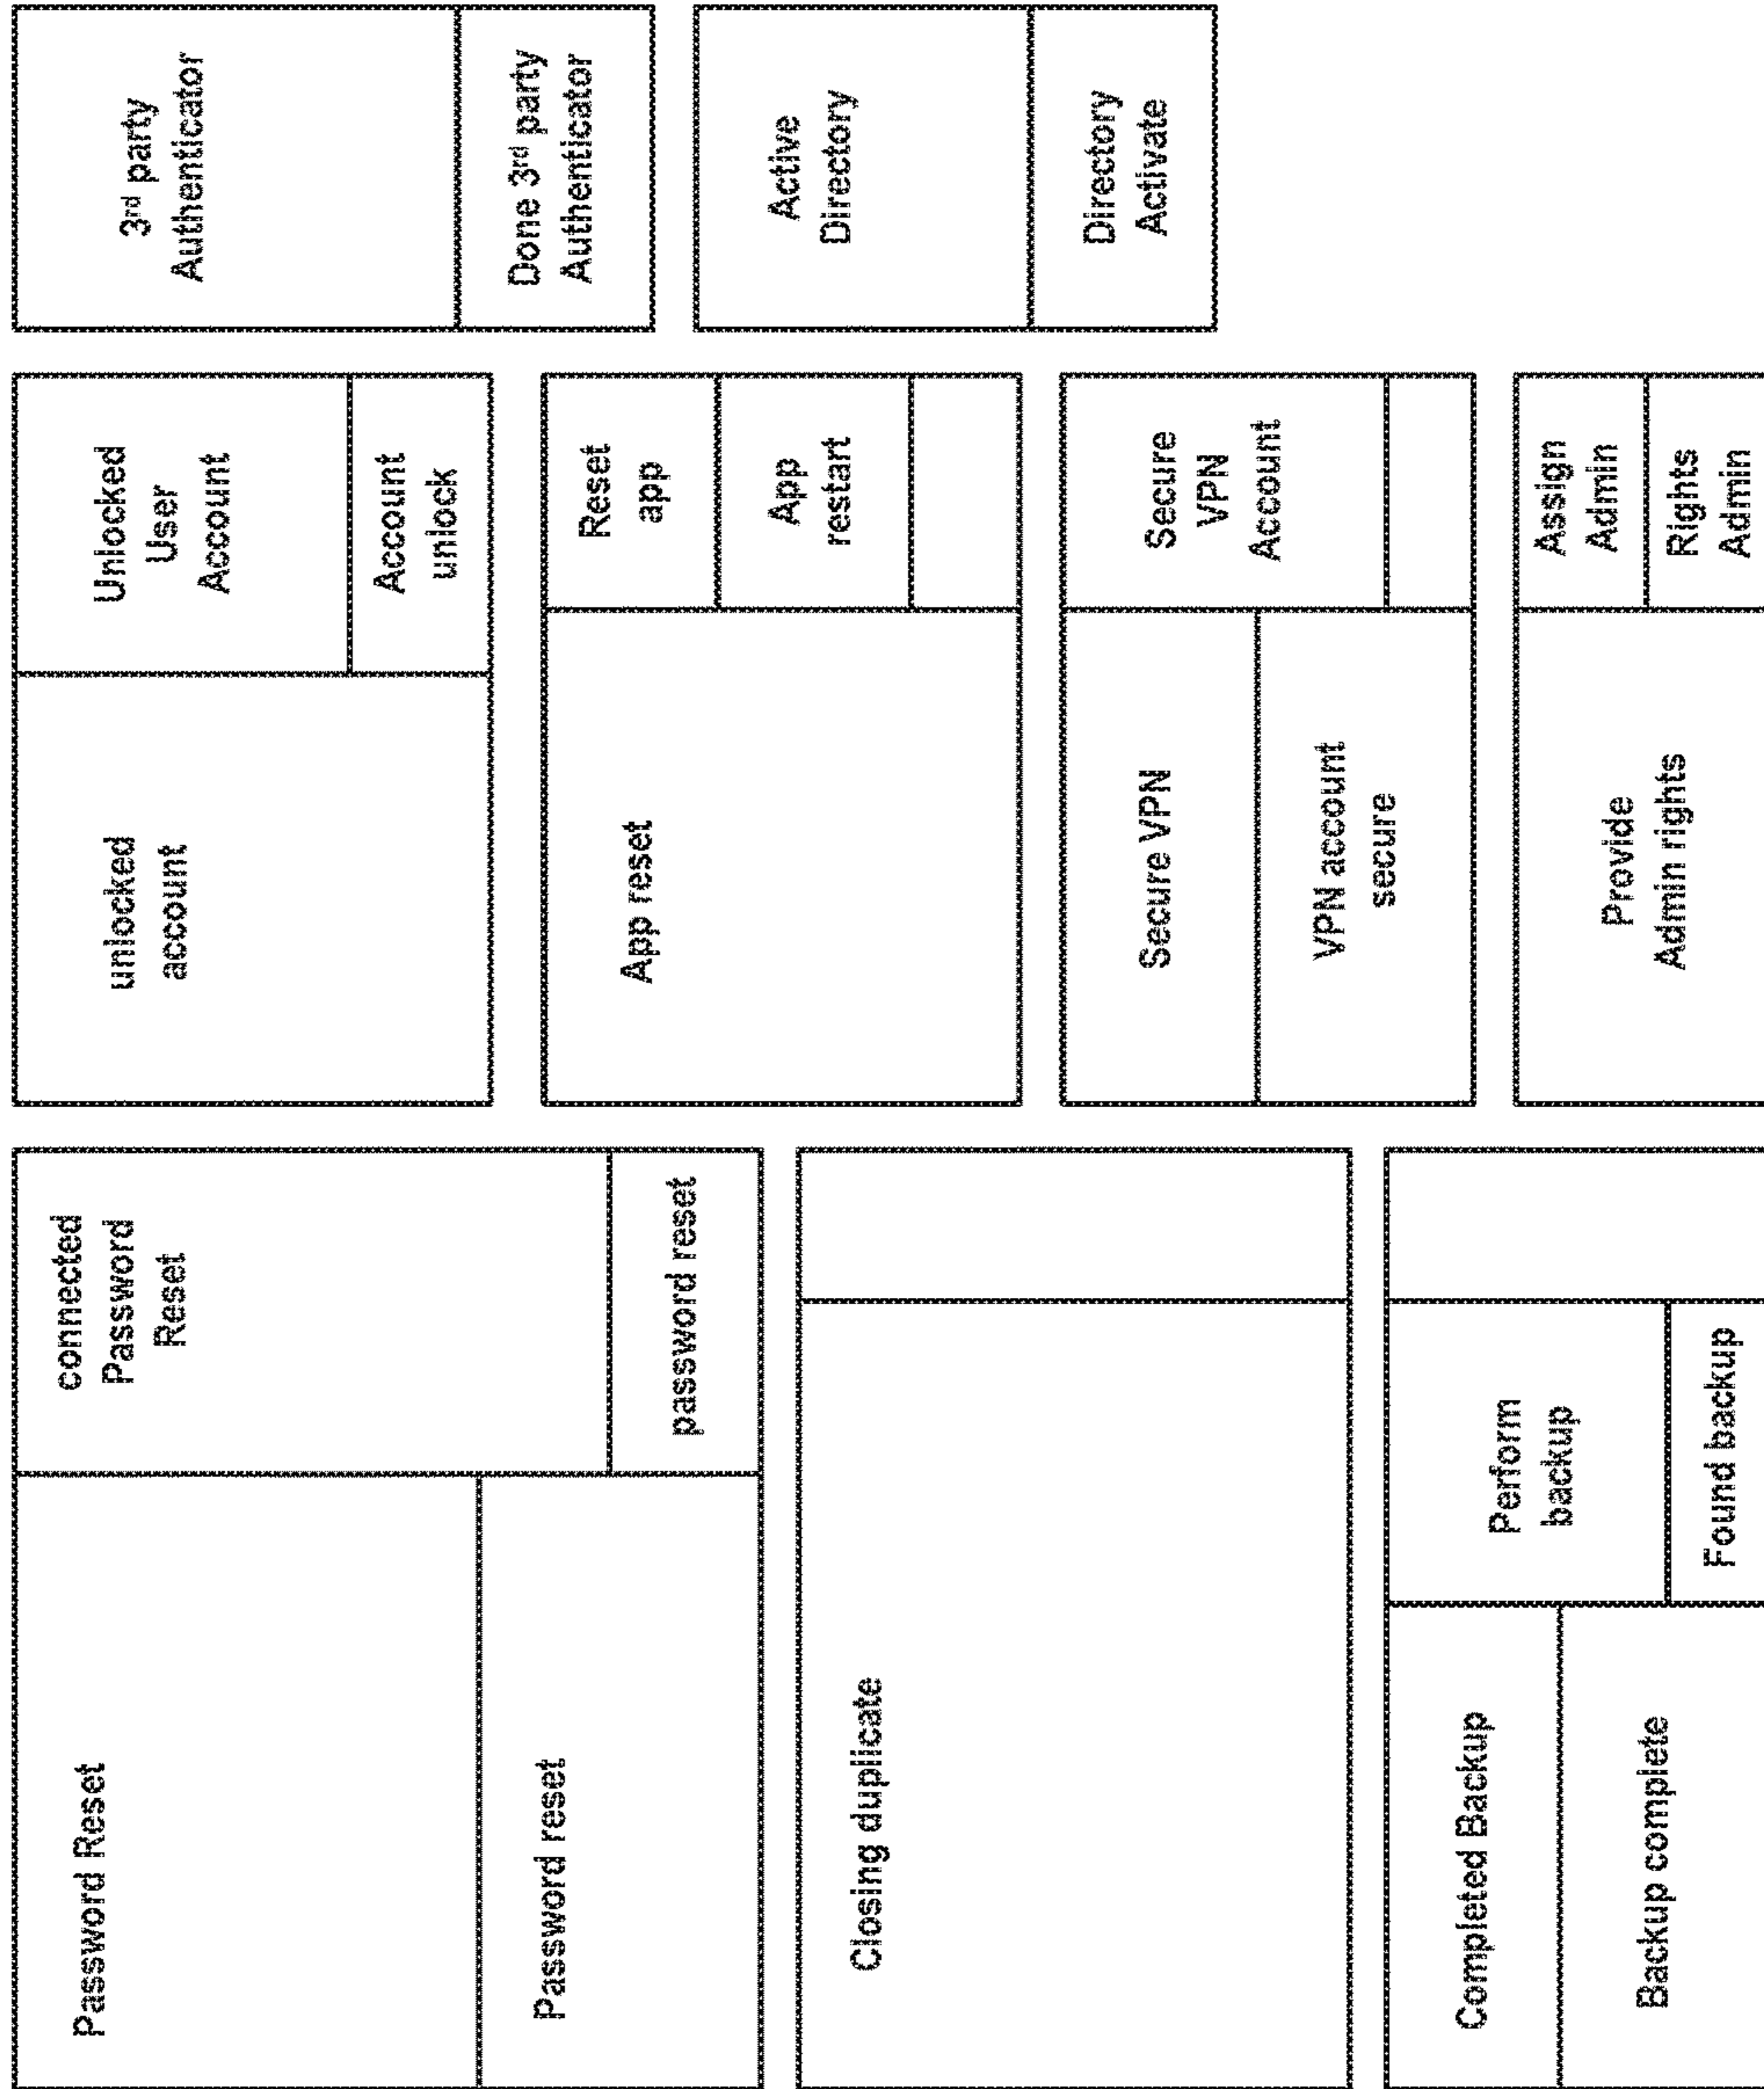 Password Reset
Password reset
connected
Password
Reset
password reset
Closing duplicate
Completed Backup
Backup complete
Perform
backup
Found backup
unlocked
account
Unlocked
User
Account
Account
unlock
App reset
Reset
app
App
restart
Secure VPN
VPN account
secure
Secure
VPN
Account
Provide
Admin rights
Assign
Admin
Rights
Admin
3rd party
Authenticator
Done 3rd party
Authenticator
Active
Directory
Directory
Activate